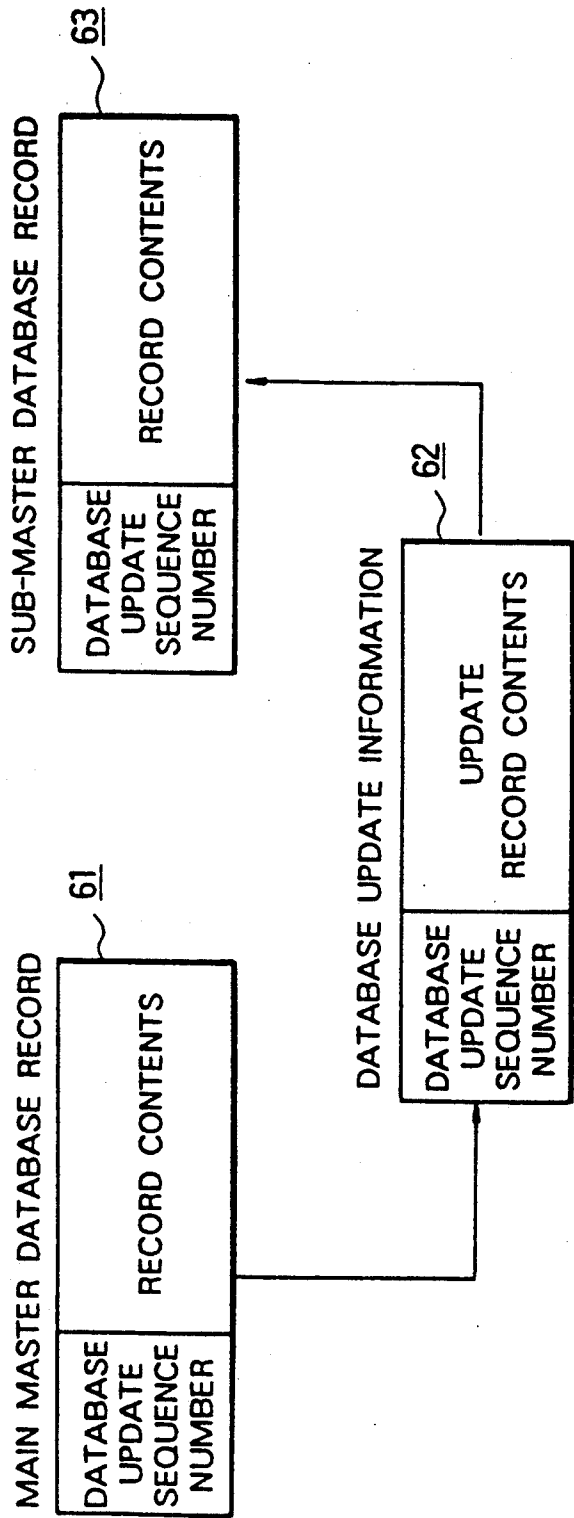 MAIN MASTER DATABASE RECORD
61
DATABASE
UPDATE
SEQUENCE
NUMBER
RECORD CONTENTS
DATABASE UPDATE INFORMATION
62
DATABASE
UPDATE
SEQUENCE
NUMBER
UPDATE
RECORD CONTENTS
SUB-MASTER DATABASE RECORD
63
DATABASE
UPDATE
SEQUENCE
NUMBER
RECORD CONTENTS